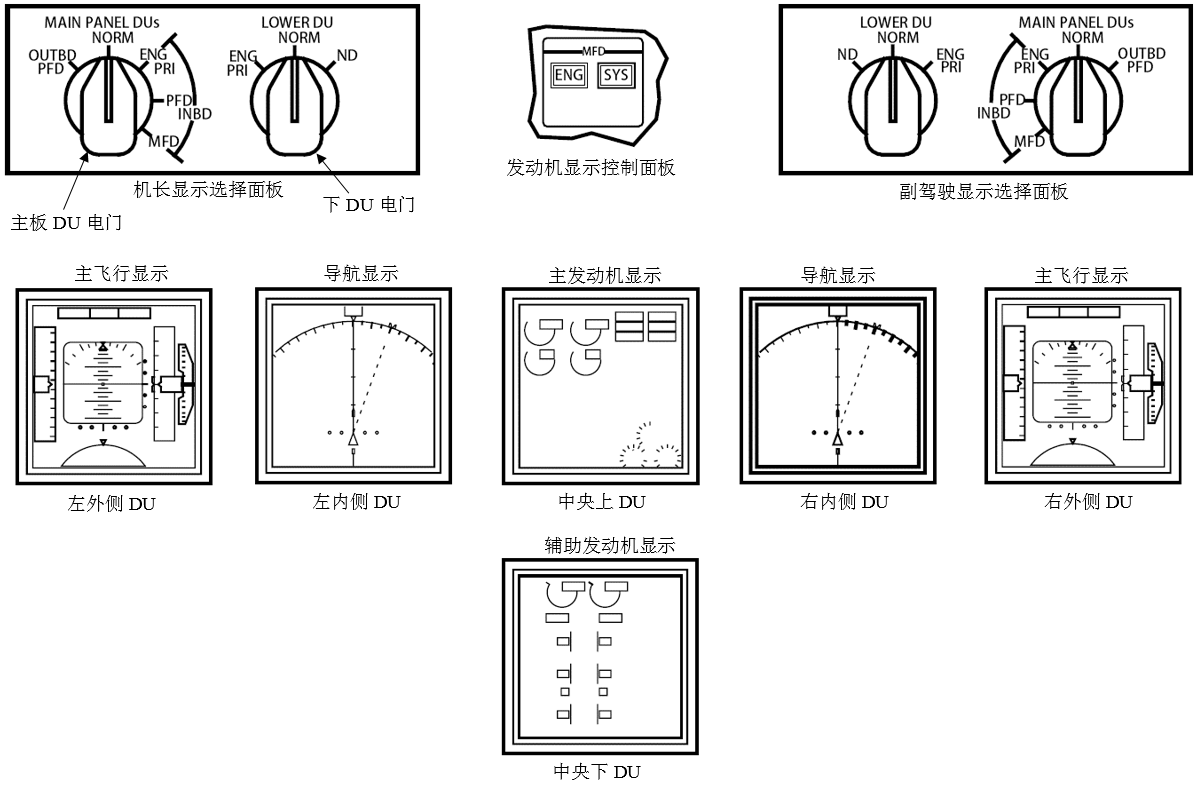 MAIN PANEL DUs
NORM
OUTBD
PFD
ENG
PRI
PFD
INBD
MFD
LOWER DU
NORM
ENG
PRI
ND
机长显示选择面板
主板 DU 电门
下 DU 电门
MFD
ENG
SYS
发动机显示控制面板
LOWER DU
NORM
ND
ENG
PRI
MAIN PANEL DUs
NORM
ENG
PRI
OUTBD
PFD
PFD
INBD
MFD
副驾驶显示选择面板
主飞行显示
左外侧 DU
导航显示
左内侧 DU
主发动机显示
中央上 DU
导航显示
右内侧 DU
主飞行显示
右外侧 DU
辅助发动机显示
中央下 DU